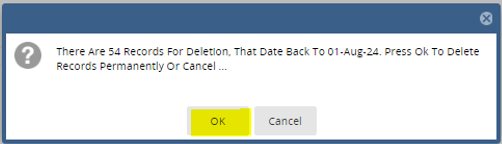 There Are 54 Records For Deletion, That Date Back To 01-Aug-24. Press Ok To Delete
Records Permanently Or Cancel ...
OK Cancel